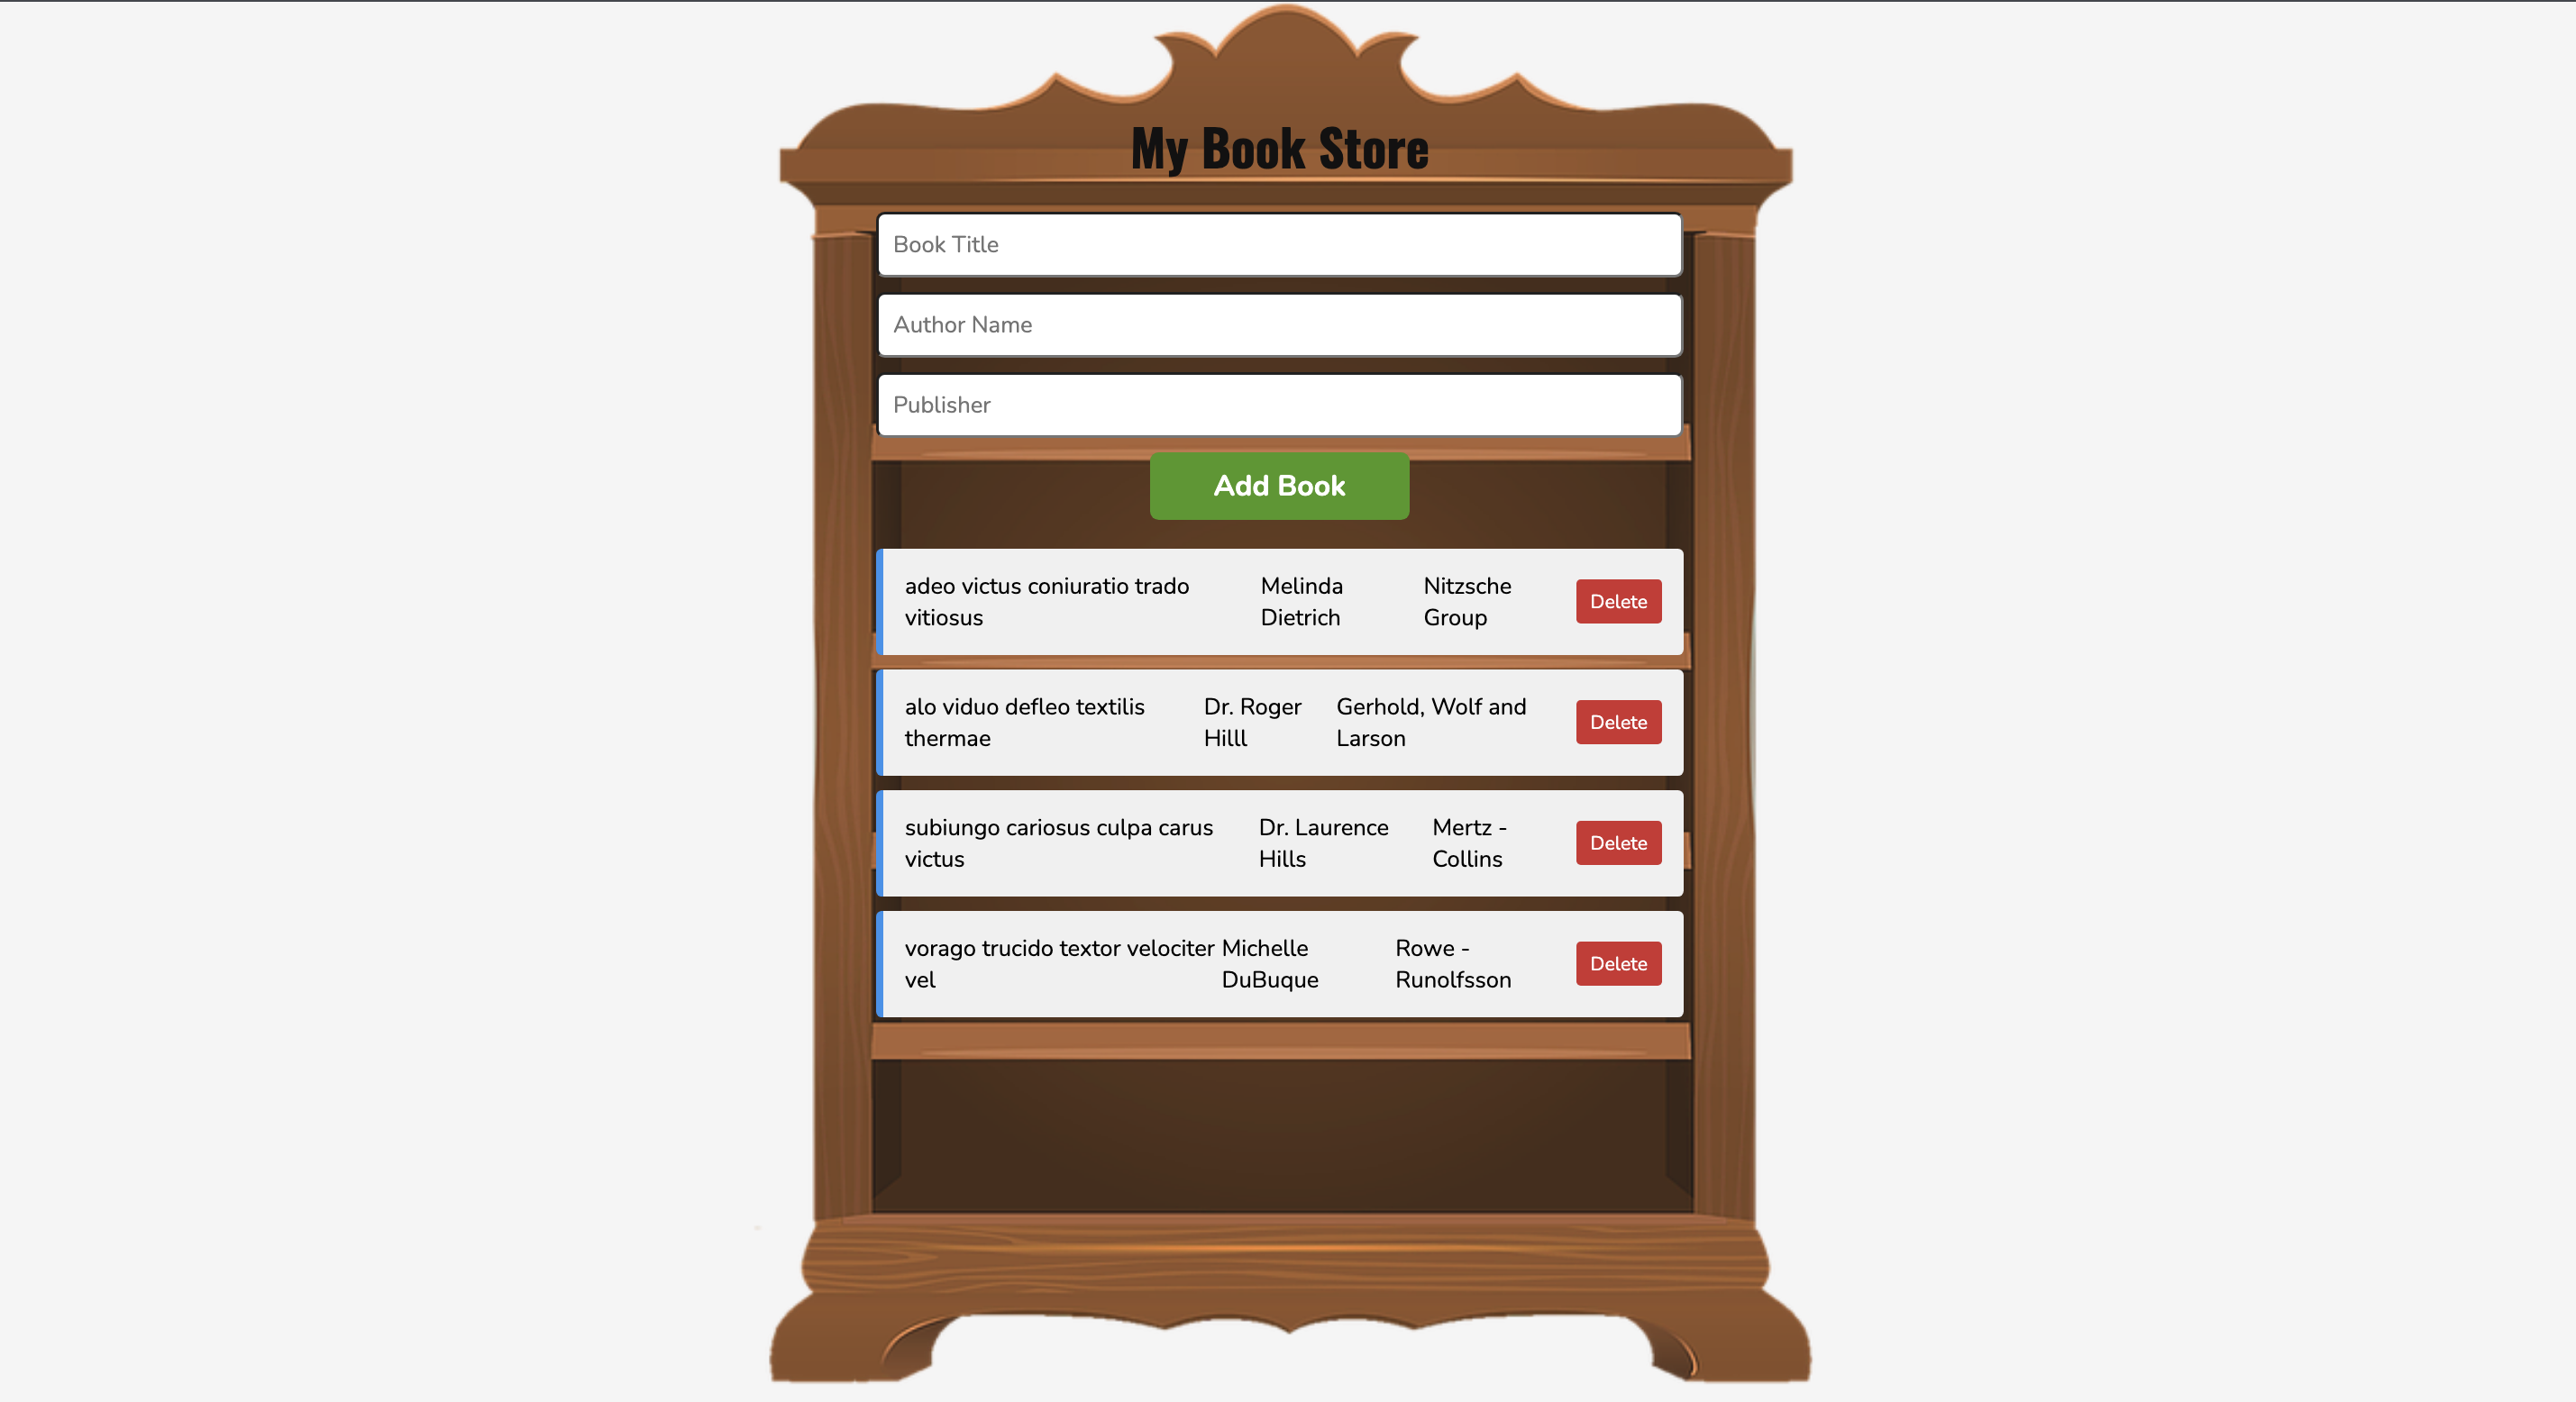 My Book Store
Book Title
Author Name
Publisher
Add Book
adeo victus coniuratio trado
vitiosus
Melinda
Dietrich
Nitzsche
Group
Delete
alo viduo defleo textilis
thermae
Dr. Roger
Hilll
Gerhold, Wolf and
Larson
Delete
subiungo cariosus culpa carus
victus
Dr. Laurence
Hills
Mertz -
Collins
Delete
vorago trucido textor velociter
vel
Michelle
DuBuque
Rowe -
Runolfsson
Delete